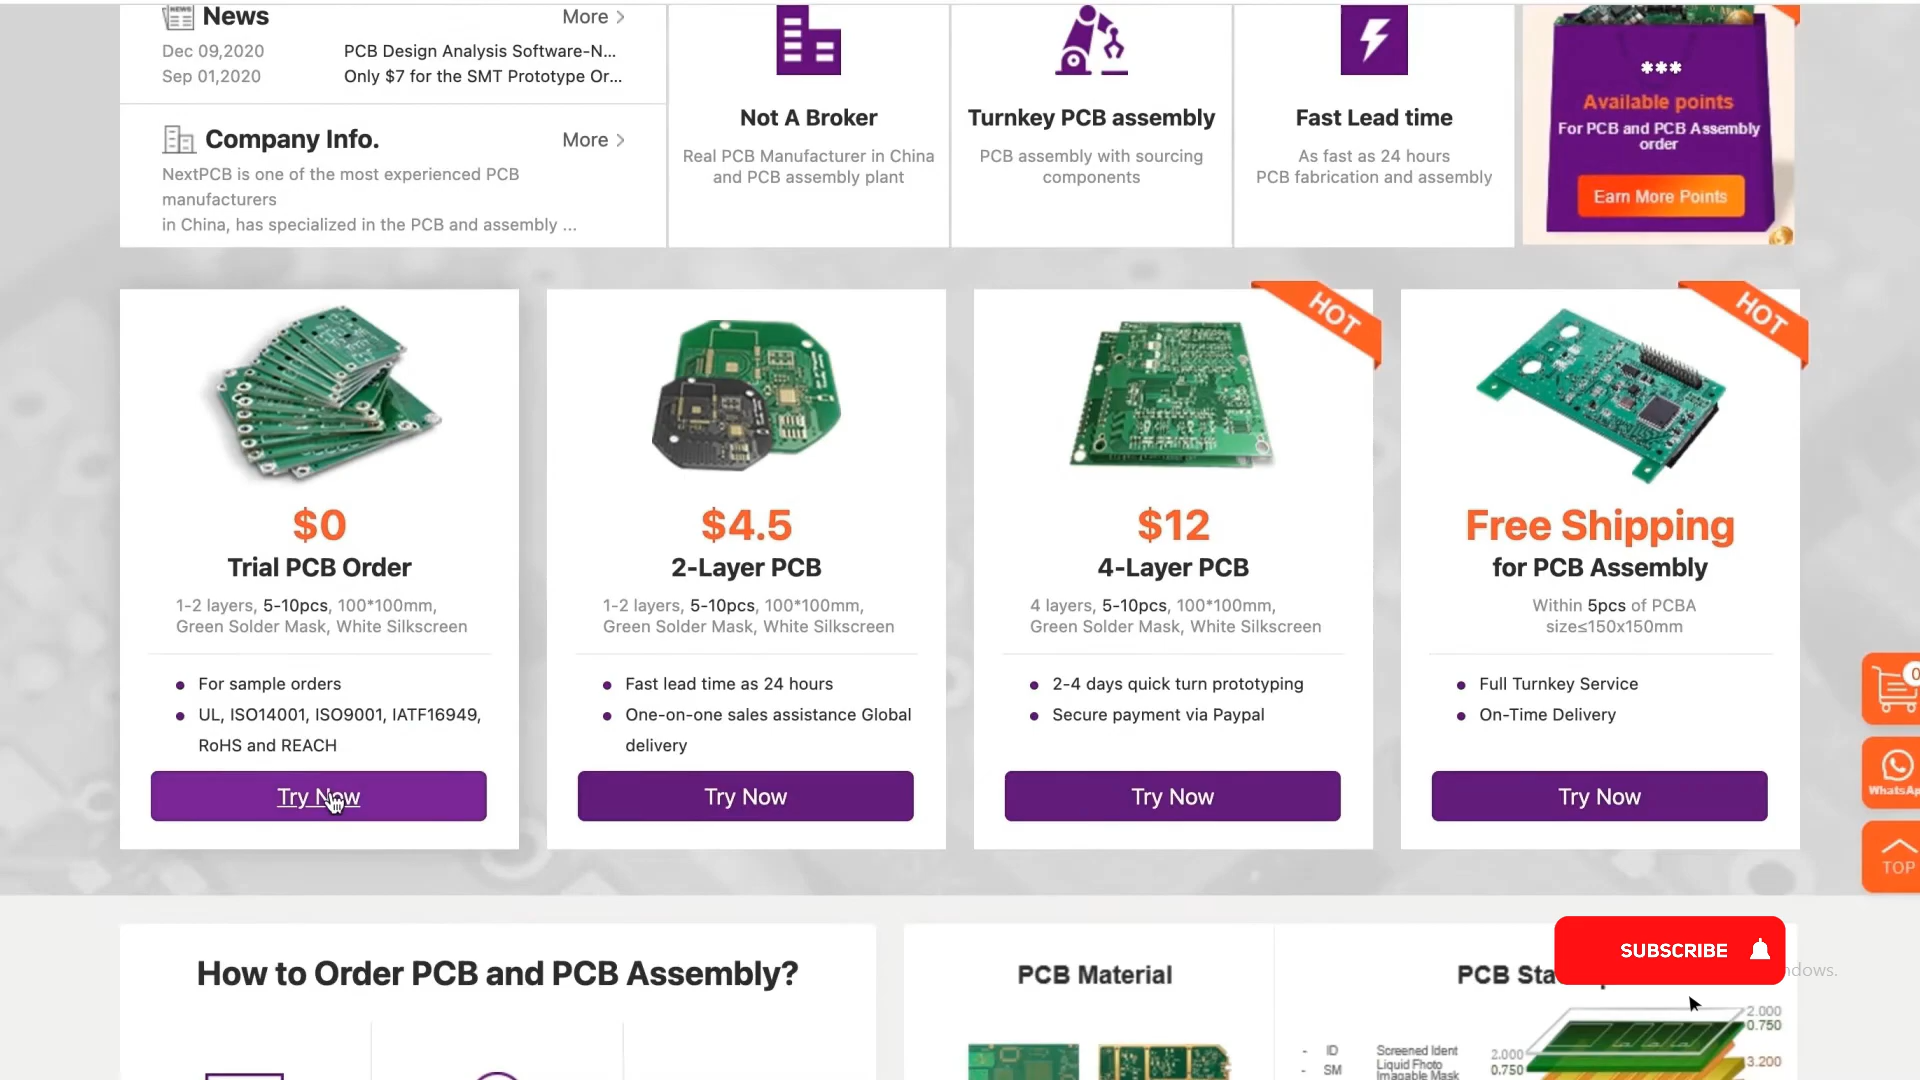 News
More >
Dec 09,2020
PCB Design Analysis Software-N...
Sep 01,2020
Only $7 for the SMT Prototype Or...
Company Info.
More >
NextPCB is one of the most experienced PCB
manufacturers
in China, has specialized in the PCB and assembly ...
Not A Broker
Real PCB Manufacturer in China
and PCB assembly plant
Turnkey PCB assembly
PCB assembly with sourcing
components
Fast Lead time
As fast as 24 hours
PCB fabrication and assembly
***
Available points
For PCB and PCB Assembly
order
Earn More Points
$0
Trial PCB Order
1-2 layers, 5-10pcs, 100*100mm,
Green Solder Mask, White Silkscreen
• For sample orders
• UL, ISO14001, ISO9001, IATF16949,
RoHS and REACH
Try Now
$4.5
2-Layer PCB
1-2 layers, 5-10pcs, 100*100mm,
Green Solder Mask, White Silkscreen
• Fast lead time as 24 hours
• One-on-one sales assistance Global
delivery
Try Now
HOT
$12
4-Layer PCB
4 layers, 5-10pcs, 100*100mm,
Green Solder Mask, White Silkscreen
• 2-4 days quick turn prototyping
• Secure payment via Paypal
Try Now
HOT
Free Shipping
for PCB Assembly
Within 5pcs of PCBA
size≤150x150mm
• Full Turnkey Service
• On-Time Delivery
Try Now
0
WhatsAp
TOP
How to Order PCB and PCB Assembly?
PCB Material
PCB Sta
SUBSCRIBE
ndows.
- ID Screened Ident
Liquid Fhoto
- SM Imagable Mask
2.000
0.750
2.000
0.750
3.200